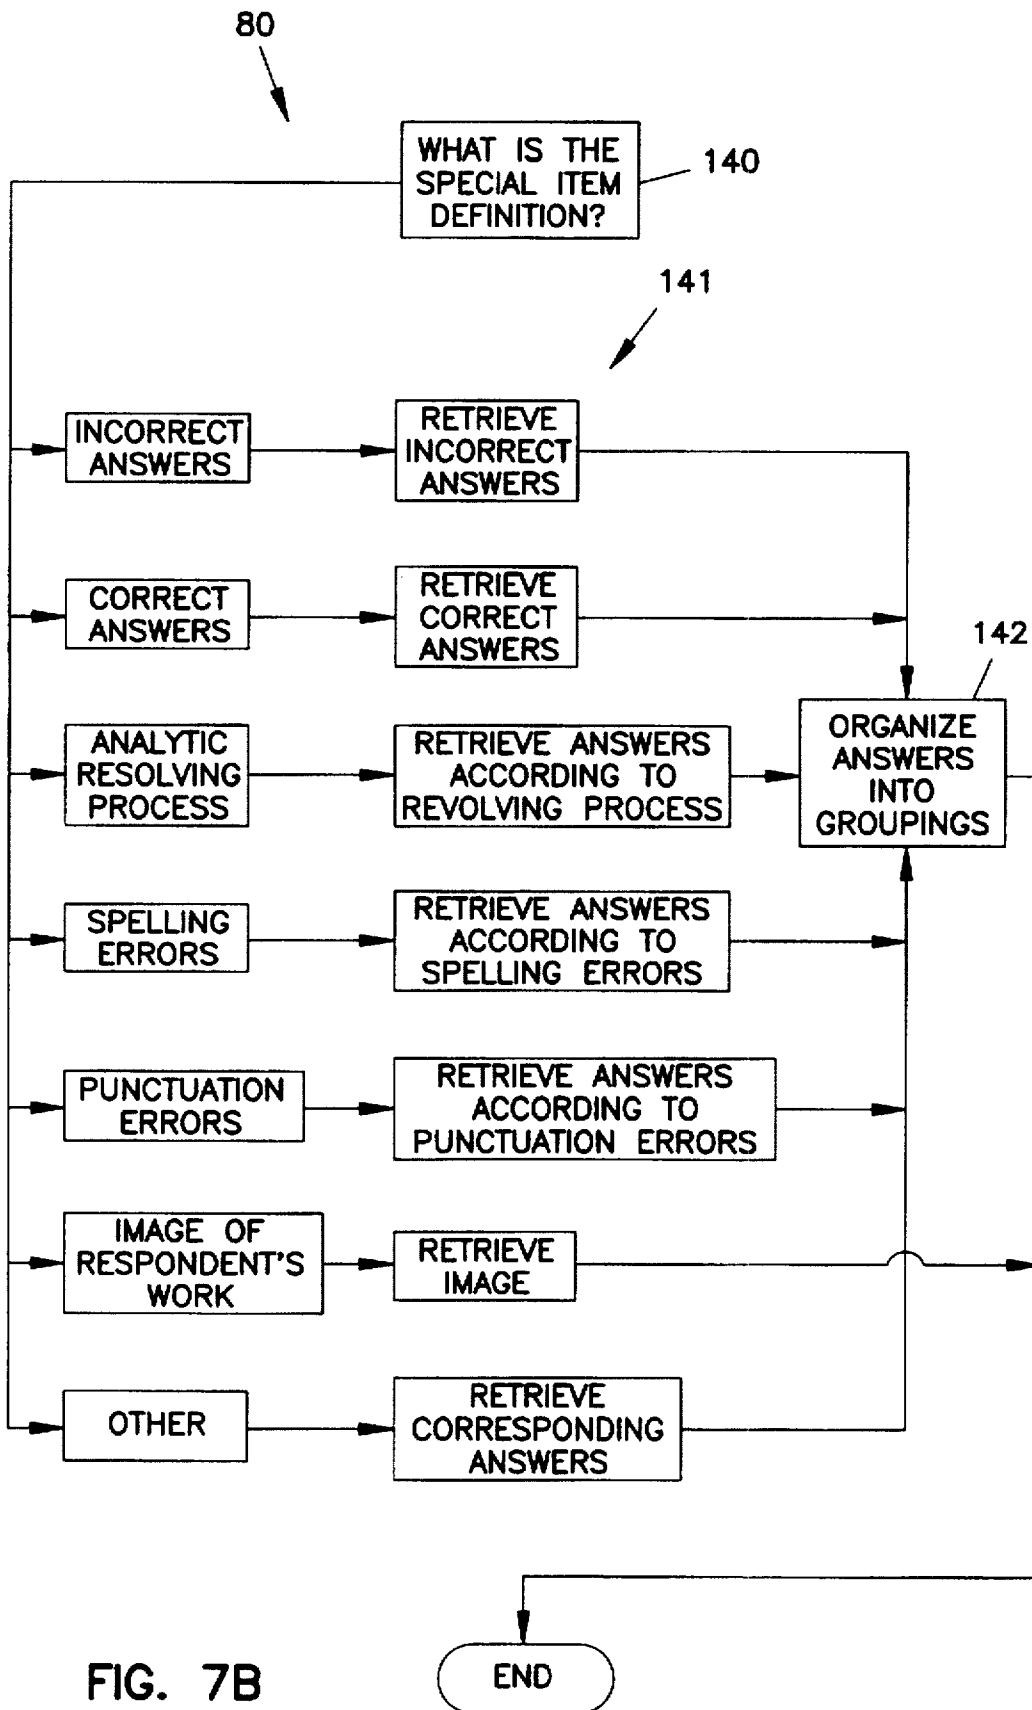 80
WHAT IS THE
SPECIAL ITEM
DEFINITION?
140
141
INCORRECT
ANSWERS
RETRIEVE
INCORRECT
ANSWERS
CORRECT
ANSWERS
RETRIEVE
CORRECT
ANSWERS
142
ANALYTIC
RESOLVING
PROCESS
RETRIEVE ANSWERS
ACCORDING TO
REVOLVING PROCESS
ORGANIZE
ANSWERS
INTO
GROUPINGS
SPELLING
ERRORS
RETRIEVE ANSWERS
ACCORDING TO
SPELLING ERRORS
PUNCTUATION
ERRORS
RETRIEVE ANSWERS
ACCORDING TO
PUNCTUATION ERRORS
IMAGE OF
RESPONDENT'S
WORK
RETRIEVE
IMAGE
OTHER
RETRIEVE
CORRESPONDING
ANSWERS
END
FIG. 7B